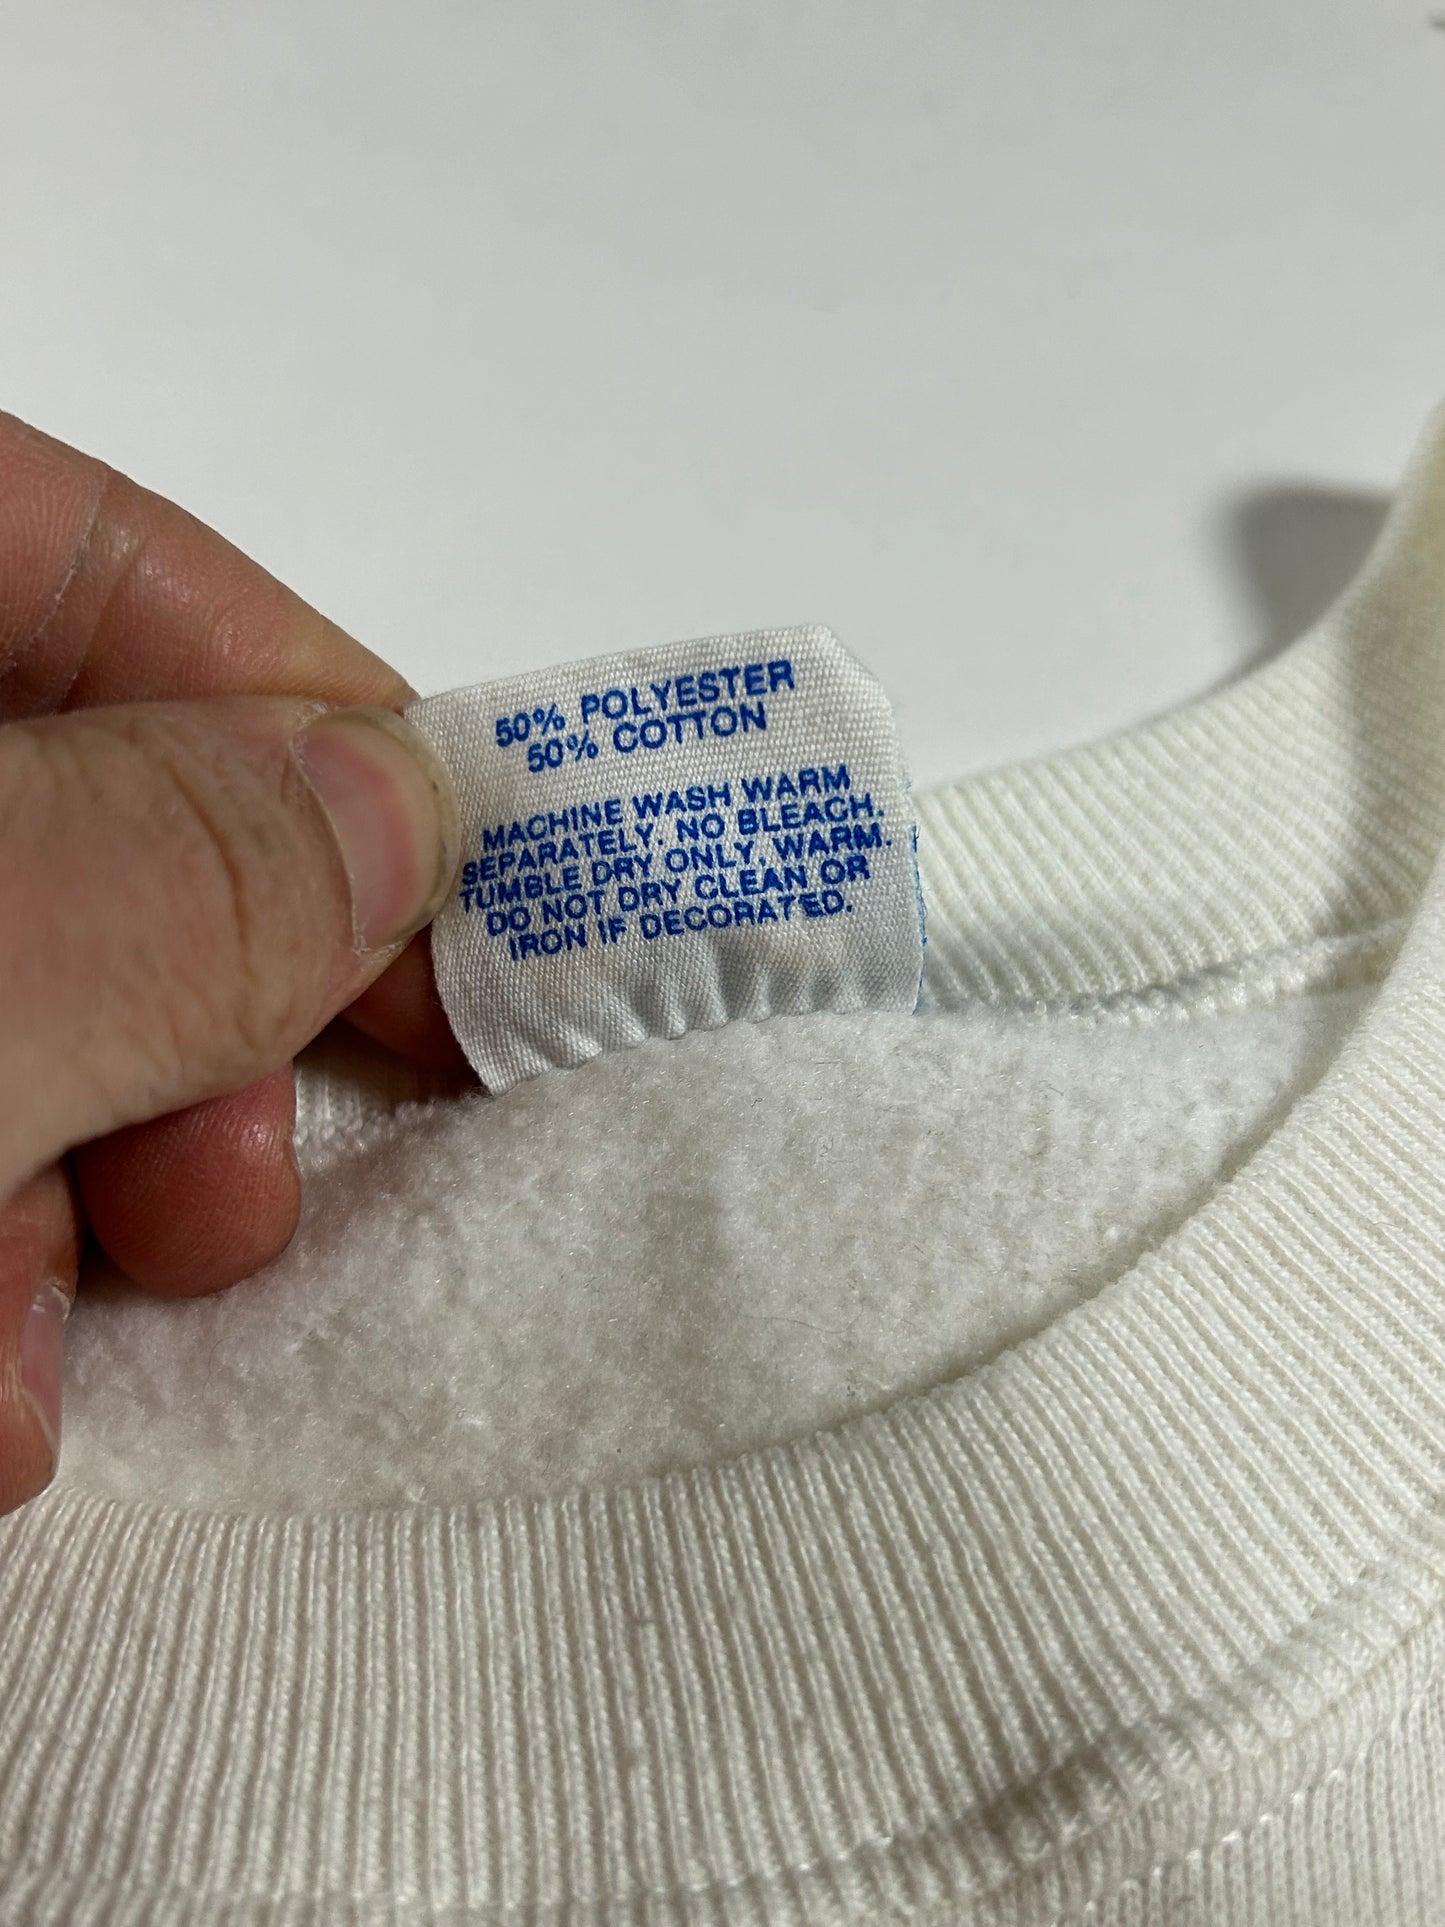 50% POLYESTER
50% COTTON
MACHINE WASH WARM
SEPARATELY. NO BLEACH.
TUMBLE DRY ONLY, WARM.
DO NOT DRY CLEAN OR
IRON IF DECORATED.